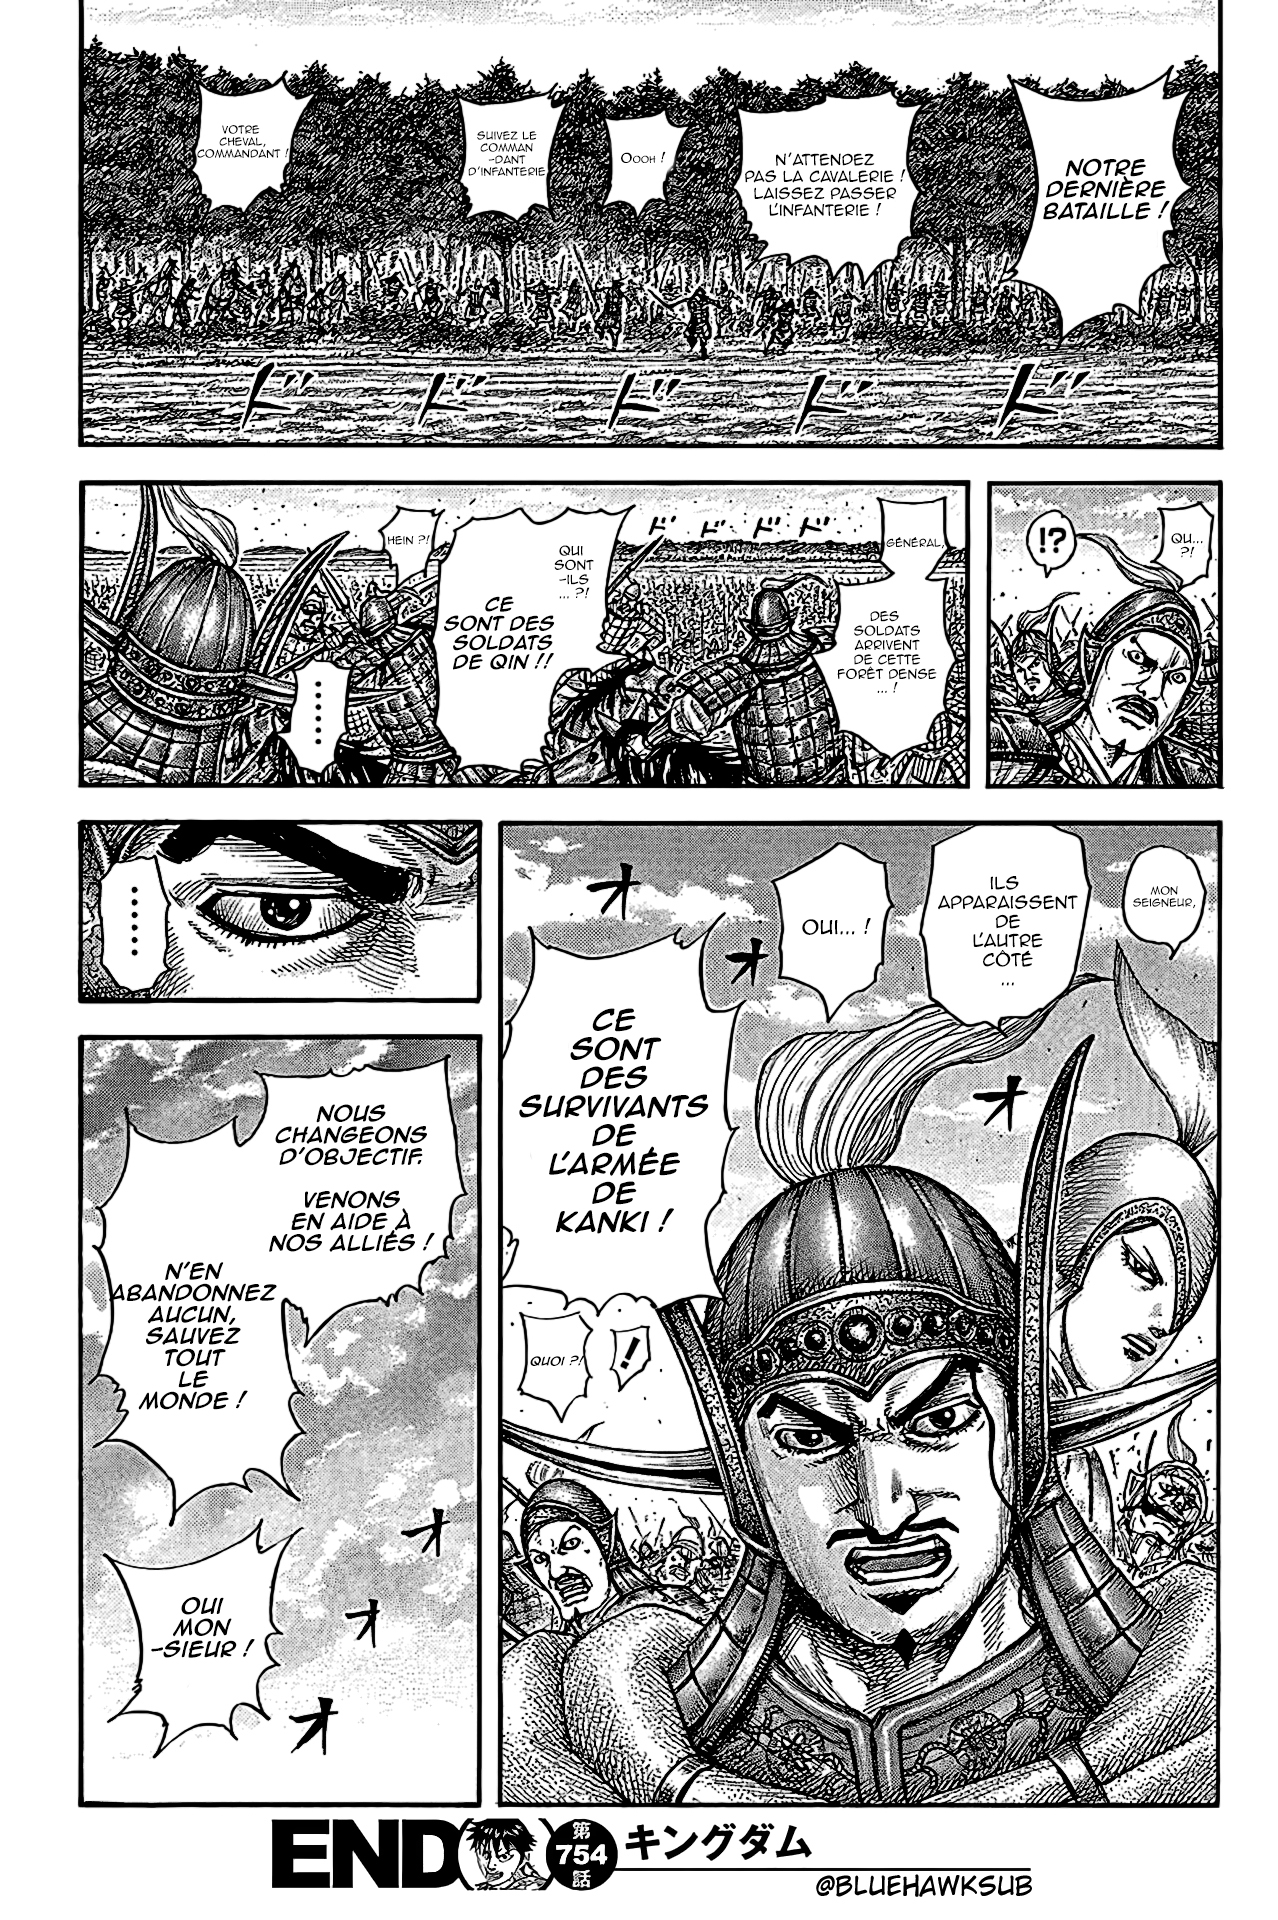 NOTRE
DERNIÈRE
BATAILLE !
N'ATTENDEZ
PAS LA CAVALERIE !
LAISSEZ PASSER
L'INFANTERIE !
OOOH !
SUIVEZ LE
COMMAN
-DANT
D'INFANTERIE
VOTRE
CHEVAL,
COMMANDANT !
ド ド ド ド ド
QU...
?!
!?
GÉNÉRAL,
DES
SOLDATS
ARRIVENT
DE CETTE
FORÊT DENSE
... !
ド ド ド ド
QUI
SONT
-ILS
... ?!
CE
SONT DES
SOLDATS
DE QIN !!
HEIN ?!
......
MON
SEIGNEUR,
ILS
APPARAISSENT
DE
L'AUTRE
CÔTÉ
...
OUI... !
CE
SONT
DES
SURVIVANTS
DE
L'ARMÉE
DE
KANKI !
オ
オ
オ
!
QUOI ?!
......
NOUS
CHANGEONS
D'OBJECTIF.
VENONS
EN AIDE À
NOS ALLIÉS !
N'EN
ABANDONNEZ
AUCUN,
SAUVEZ
TOUT
LE
MONDE !
OUI
MON
-SIEUR !
オ
オ
オ
END
第
754
話
キングダム
@BLUEHAWKSUB